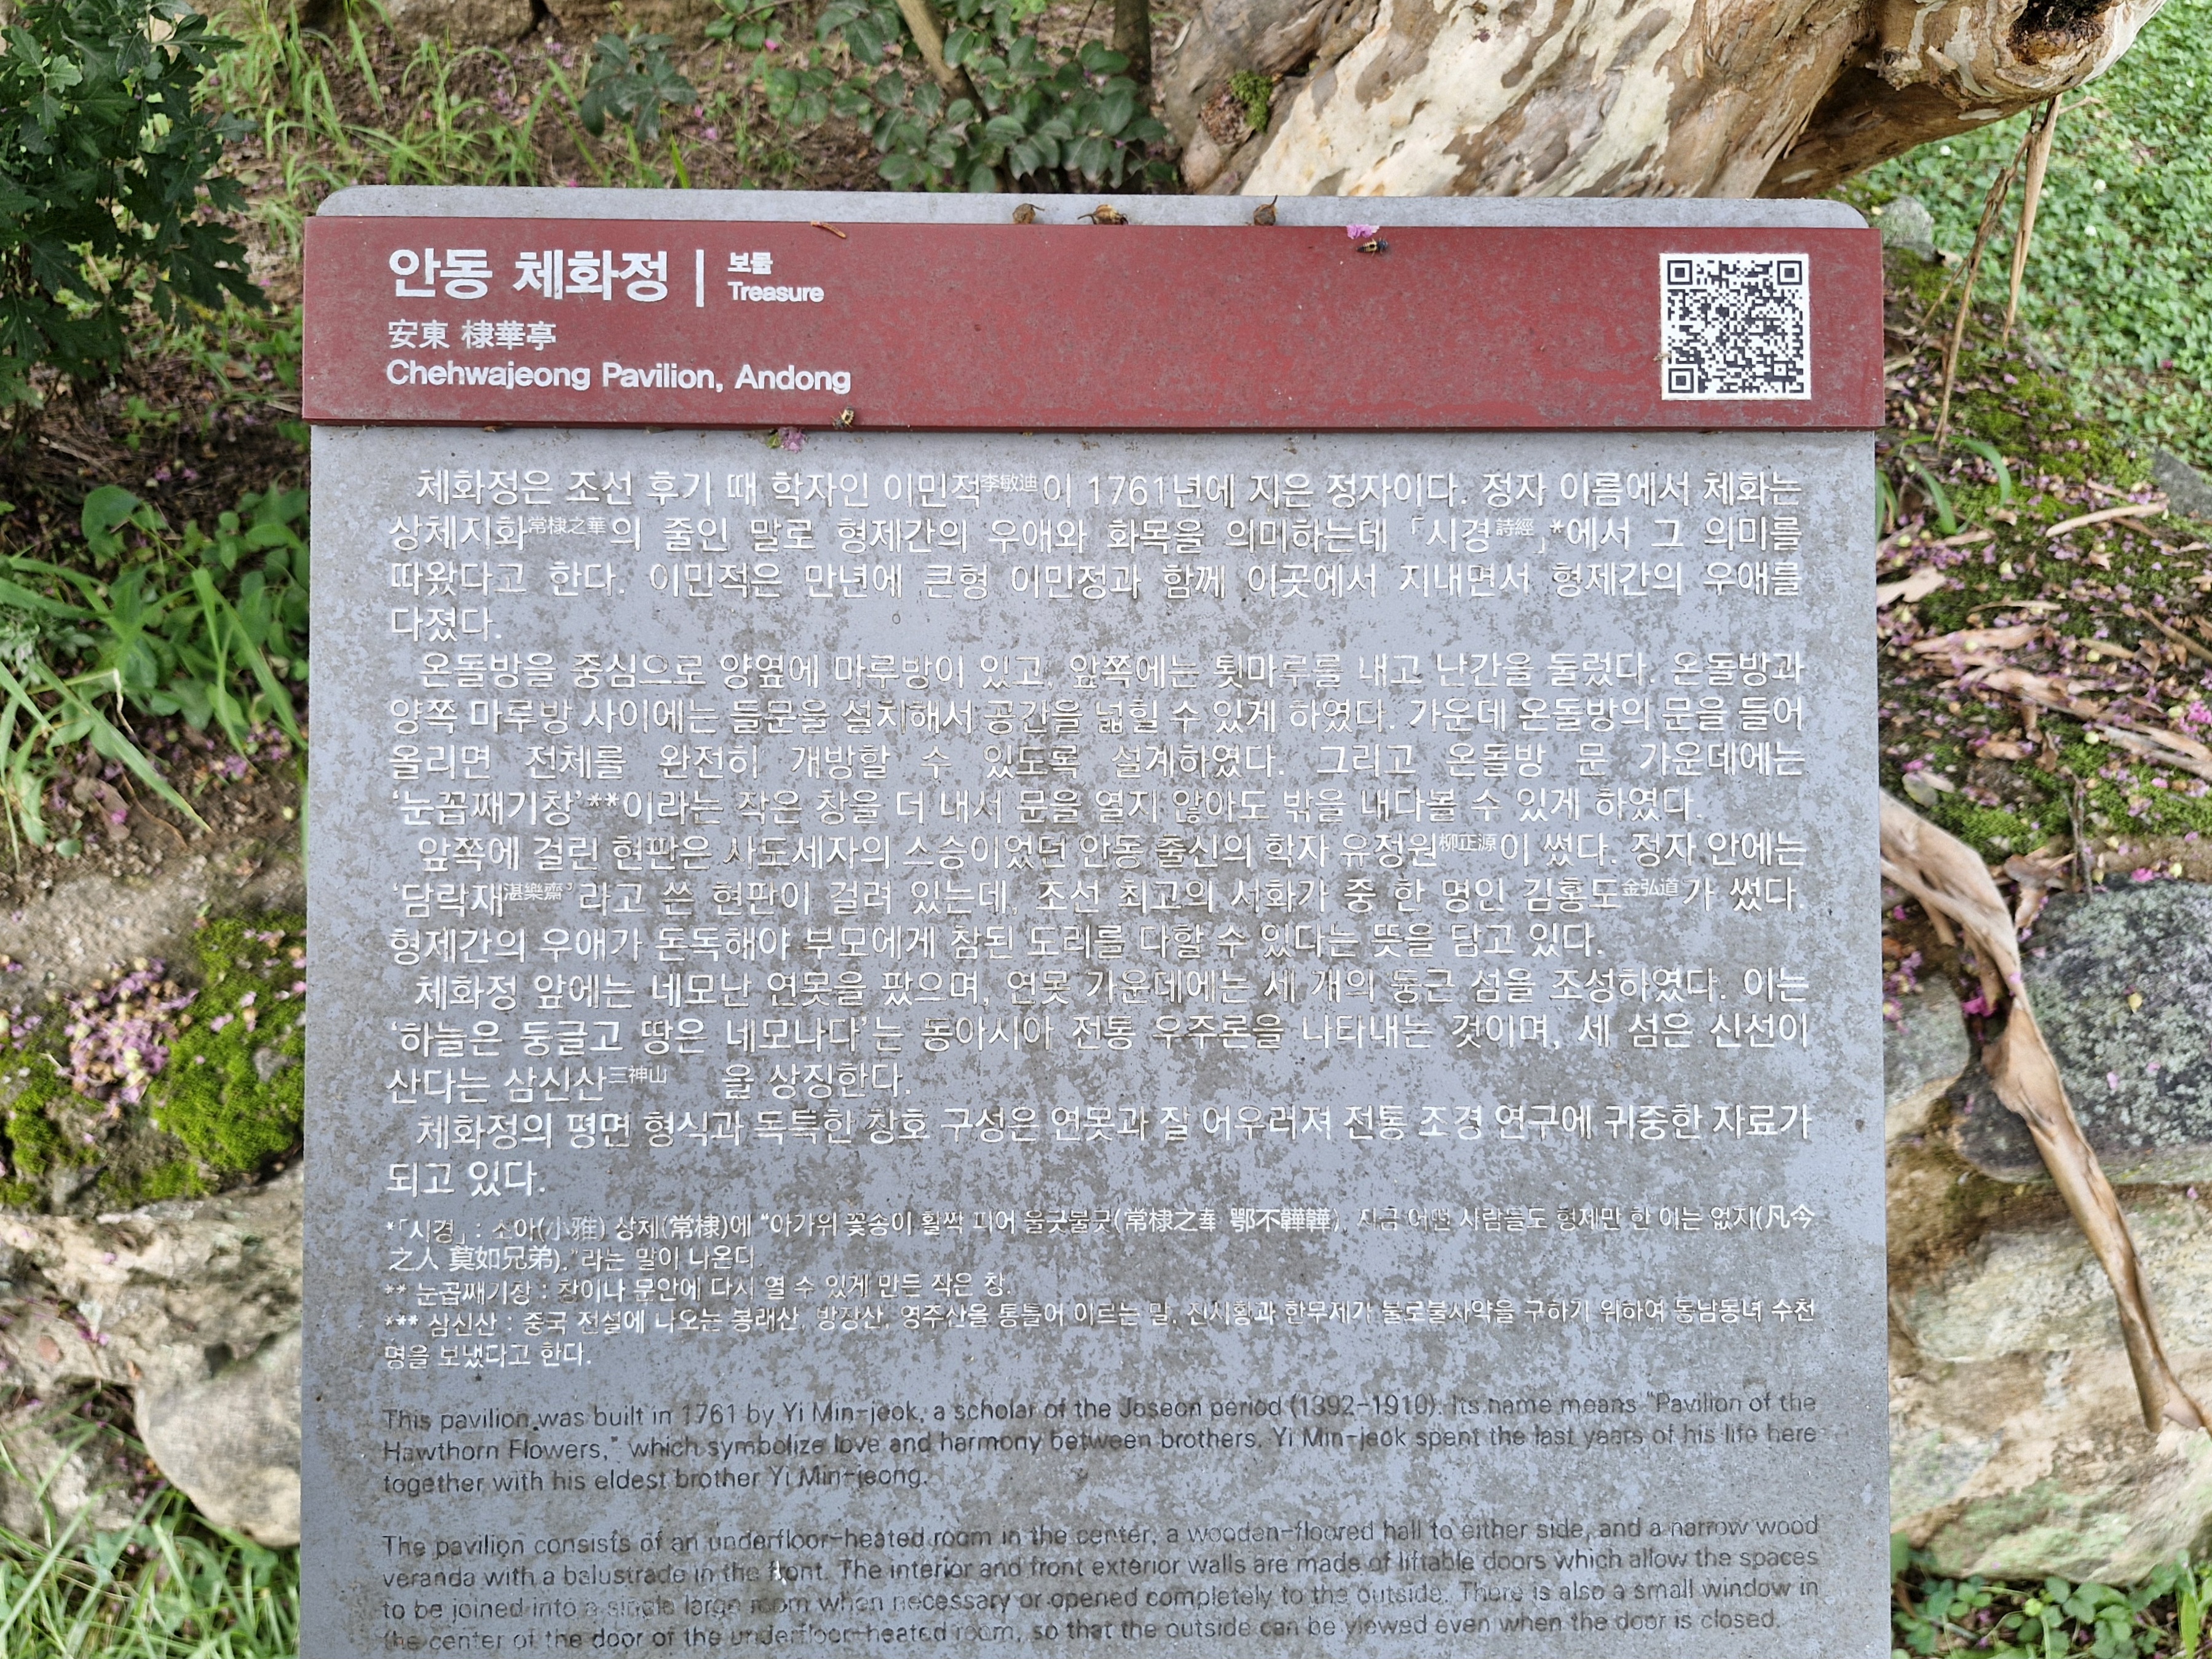 안동 체화정 | 보물
Treasure
安東 棣華亭
Chehwajeong Pavilion, Andong
체화정은 조선 후기 때 학자인 이민적李敏迪이 1761년에 지은 정자이다. 정자 이름에서 체화는
상체지화常棣之華의 줄인 말로 형제간의 우애와 화목을 의미하는데 「시경詩經」*에서 그 의미를
따왔다고 한다. 이민적은 만년에 큰형 이민정과 함께 이곳에서 지내면서 형제간의 우애를
다졌다.
온돌방을 중심으로 양옆에 마루방이 있고, 앞쪽에는 툇마루를 내고 난간을 둘렀다. 온돌방과
양쪽 마루방 사이에는 들문을 설치해서 공간을 넓힐 수 있게 하였다. 가운데 온돌방의 문을 들어
올리면 전체를 완전히 개방할 수 있도록 설계하였다. 그리고 온돌방 문 가운데에는
‘눈꼽째기창’**이라는 작은 창을 더 내서 문을 열지 않아도 밖을 내다볼 수 있게 하였다.
앞쪽에 걸린 현판은 사도세자의 스승이었던 안동 출신의 학자 유정원柳正源이 썼다. 정자 안에는
‘담락재湛樂齋’라고 쓴 현판이 걸려 있는데, 조선 최고의 서화가 중 한 명인 김홍도金弘道가 썼다.
형제간의 우애가 돈독해야 부모에게 참된 도리를 다할 수 있다는 뜻을 담고 있다.
체화정 앞에는 네모난 연못을 팠으며, 연못 가운데에는 세 개의 둥근 섬을 조성하였다. 이는
‘하늘은 둥글고 땅은 네모나다’는 동아시아 전통 우주론을 나타내는 것이며, 세 섬은 신선이
산다는 삼신산三神山 을 상징한다.
체화정의 평면 형식과 독특한 창호 구성은 연못과 잘 어우러져 전통 조경 연구에 귀중한 자료가
되고 있다.
*「시경」 : 소아(小雅) 상체(常棣)에 “아가위 꽃송이 활짝 피어 울긋불긋(常棣之華 鄂不韡韡), 지금 어떤 사람들도 형제만 한 이는 없지(凡今
之人 莫如兄弟).”라는 말이 나온다.
** 눈꼽째기창 : 창이나 문안에 다시 열 수 있게 만든 작은 창.
*** 삼신산 : 중국 전설에 나오는 봉래산, 방장산, 영주산을 통틀어 이르는 말. 진시황과 한무제가 불로불사약을 구하기 위하여 동남동녀 수천
명을 보냈다고 한다.
This pavilion was built in 1761 by Yi Min-jeok, a scholar of the Joseon period (1392-1910). Its name means “Pavilion of the
Hawthorn Flowers,” which symbolize love and harmony between brothers. Yi Min-jeok spent the last years of his life here
together with his eldest brother Yi Min-jeong.
The pavilion consists of an underfloor-heated room in the center, a wooden-floored hall to either side, and a narrow wood
veranda with a balustrade in the front. The interior and front exterior walls are made of liftable doors which allow the spaces
to be joined into a single large room when necessary or opened completely to the outside. There is also a small window in
the center of the door of the underfloor-heated room, so that the outside can be viewed even when the door is closed.